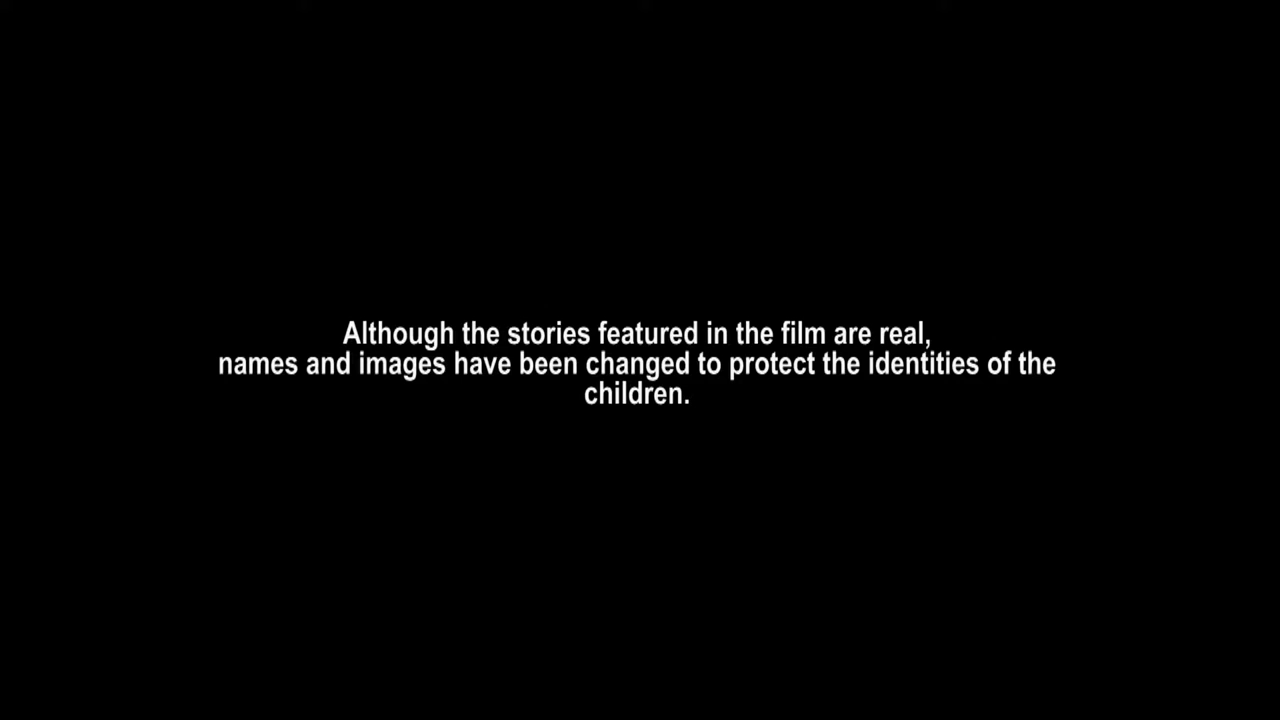 Although the stories featured in the film are real,
names and images have been changed to protect the identities of the
children.